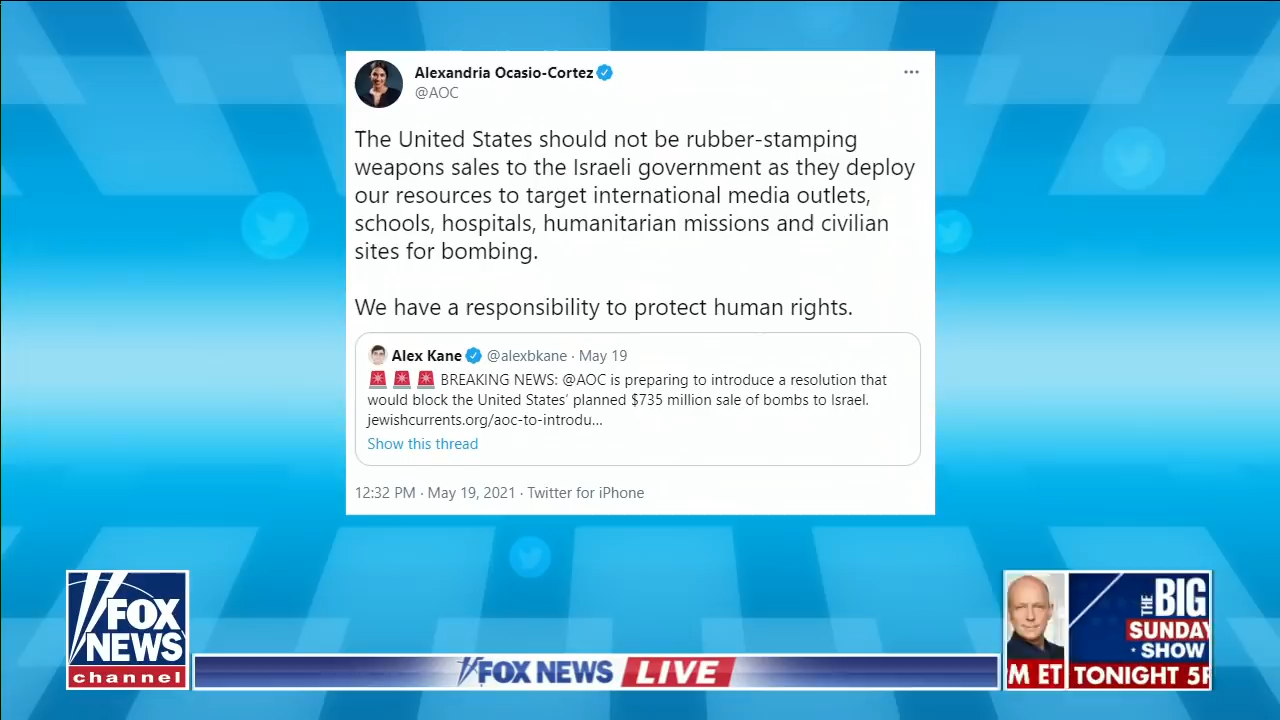 Alexandria Ocasio-Cortez
@AOC
The United States should not be rubber-stamping
weapons sales to the Israeli government as they deploy
our resources to target international media outlets,
schools, hospitals, humanitarian missions and civilian
sites for bombing.
We have a responsibility to protect human rights.
Alex Kane @alexbkane · May 19
BREAKING NEWS: @AOC is preparing to introduce a resolution that
would block the United States' planned $735 million sale of bombs to Israel.
jewishcurrents.org/aoc-to-introdu...
Show this thread
12:32 PM · May 19, 2021 · Twitter for iPhone
FOX
NEWS
channel
FOX NEWS LIVE
THE BIG
SUNDAY
SHOW
M ET TONIGHT 5P